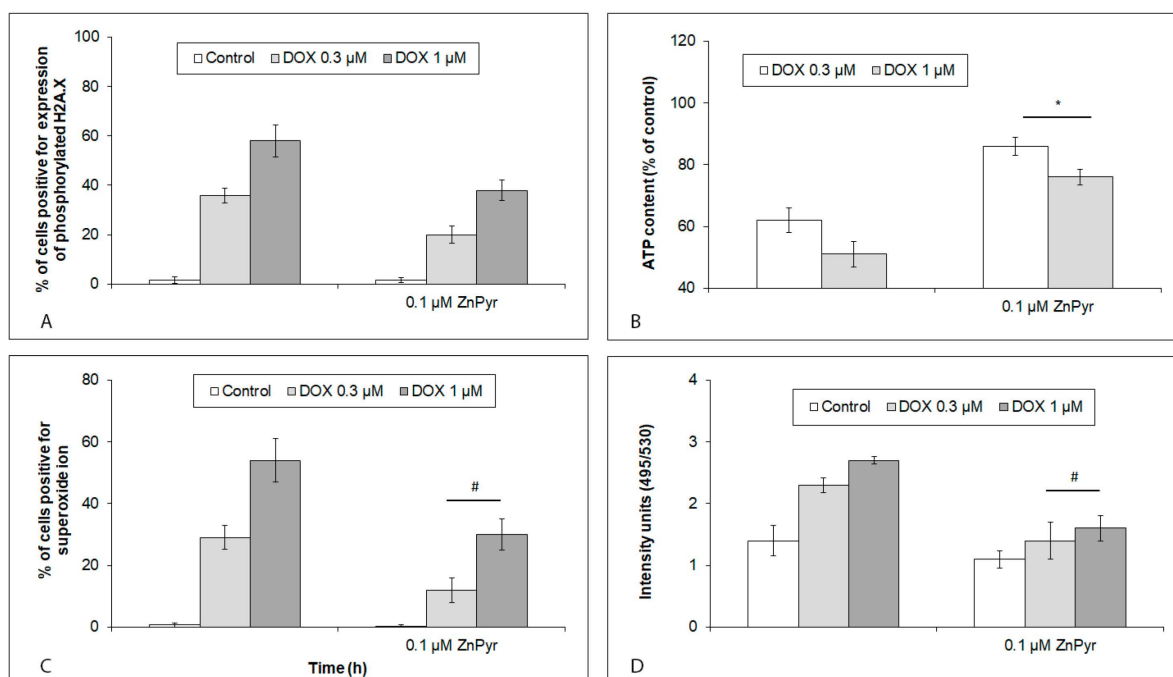 100
80
60
40
20
0
% of cells positive for expression
of phosphorylated H2A.X
Control DOX 0.3 µM DOX 1 µM
0.1 µM ZnPyr
A
120
100
80
60
40
ATP content (% of control)
DOX 0.3 µM DOX 1 µM
*
0.1 µM ZnPyr
B
80
60
40
20
0
% of cells positive for
superoxide ion
Control DOX 0.3 µM DOX 1 µM
#
0.1 µM ZnPyr
Time (h)
C
4
3
2
1
0
Intensity units (495/530)
Control DOX 0.3 µM DOX 1 µM
#
0.1 µM ZnPyr
D